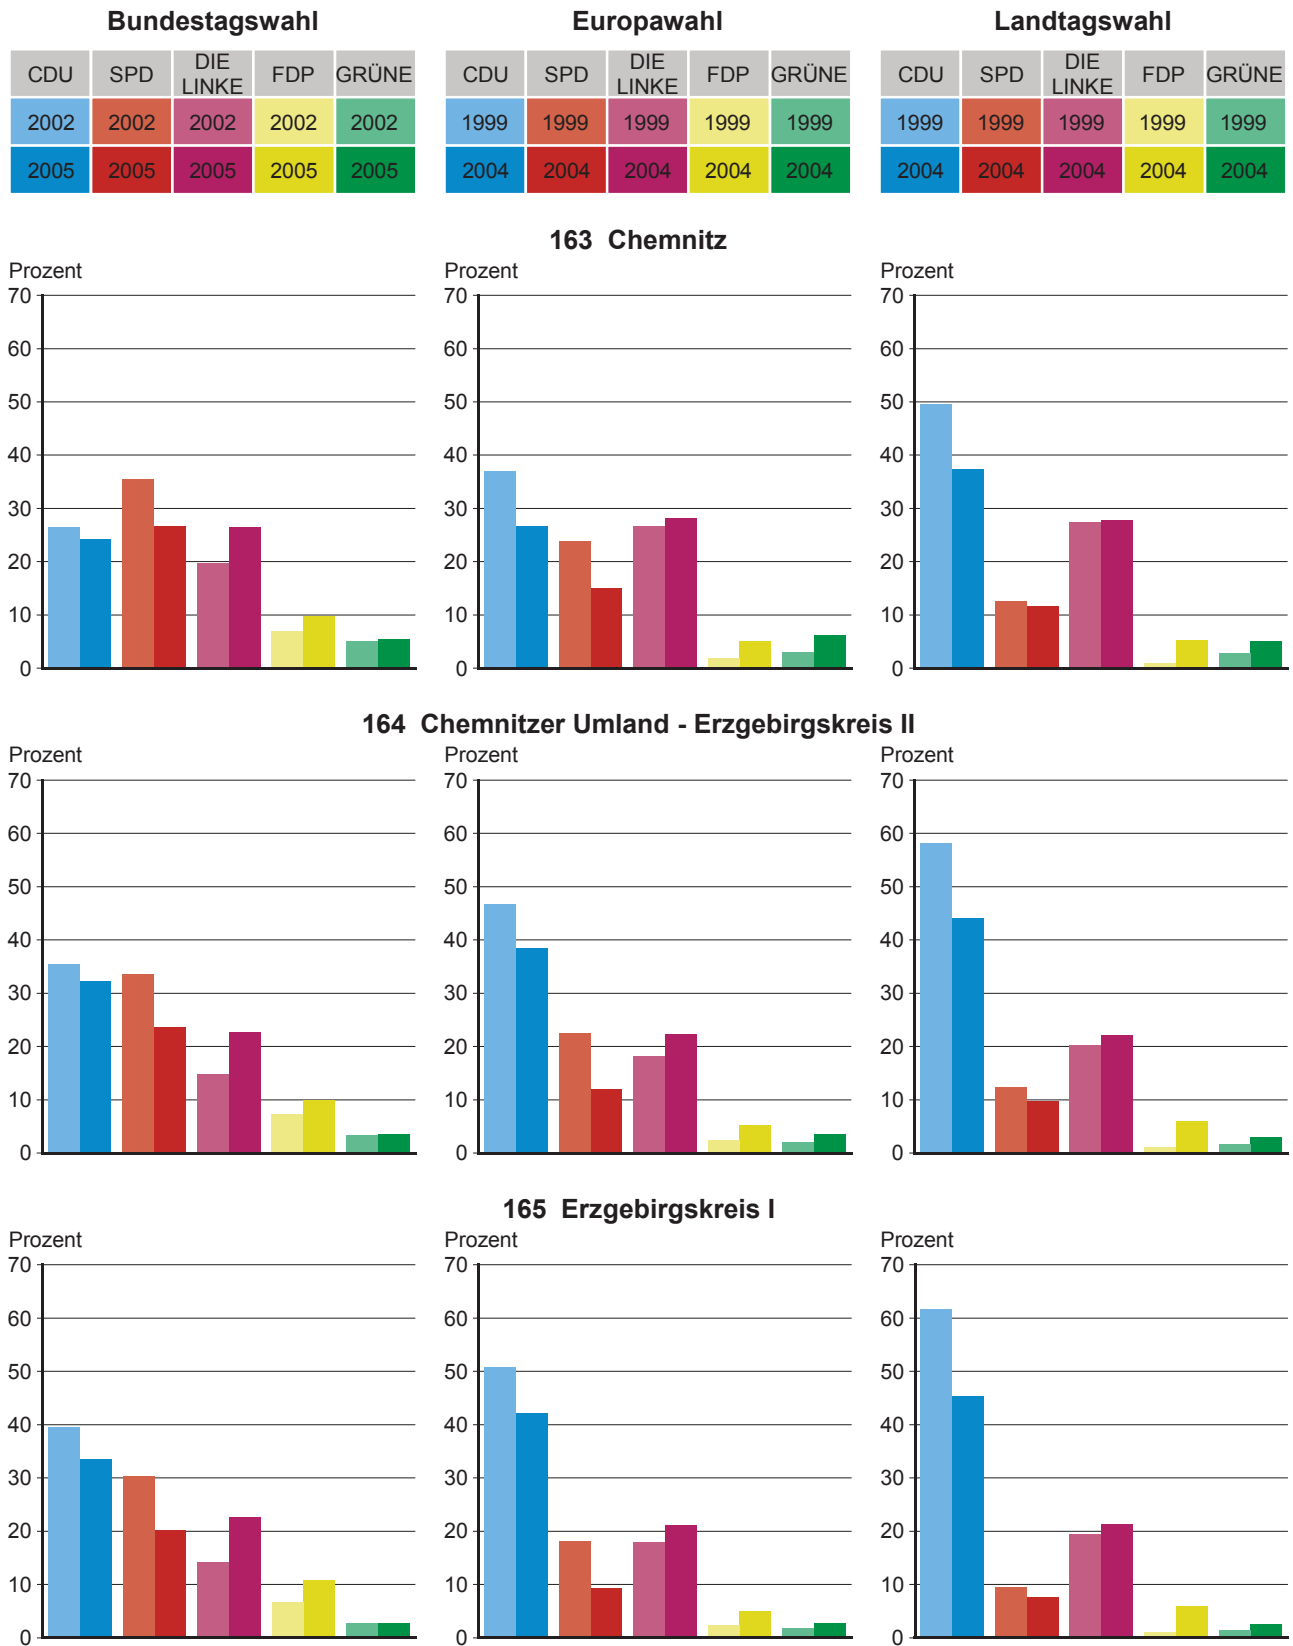 Bundestagswahl Europawahl Landtagswahl
CDU SPD DIE LINKE FDP GRÜNE CDU SPD DIE LINKE FDP GRÜNE CDU SPD DIE LINKE FDP GRÜNE
2002 2002 2002 2002 2002 1999 1999 1999 1999 1999 1999 1999 1999 1999 1999
2005 2005 2005 2005 2005 2004 2004 2004 2004 2004 2004 2004 2004 2004 2004
163 Chemnitz
Prozent Prozent Prozent
70 70 70
60 60 60
50 50 50
40 40 40
30 30 30
20 20 20
10 10 10
0 0 0
164 Chemnitzer Umland - Erzgebirgskreis II
Prozent Prozent Prozent
70 70 70
60 60 60
50 50 50
40 40 40
30 30 30
20 20 20
10 10 10
0 0 0
165 Erzgebirgskreis I
Prozent Prozent Prozent
70 70 70
60 60 60
50 50 50
40 40 40
30 30 30
20 20 20
10 10 10
0 0 0